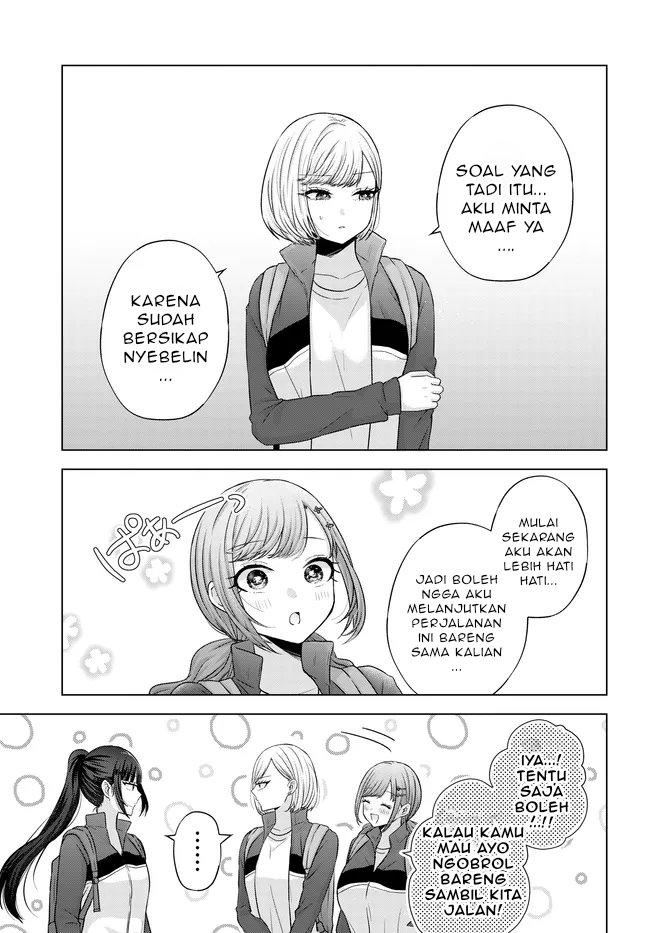 SOAL YANG
TADI ITU...
AKU MINTA
MAAF YA
....
KARENA
SUDAH
BERSIKAP
NYEBELIN
...
ぱあーっ
MULAI
SEKARANG
AKU AKAN
LEBIH HATI
HATI...
JADI BOLEH
NGGA AKU
MELANJUTKAN
PERJALANAN
INI BARENG
SAMA KALIAN
...
IYA...!
TENTU
SAJA
BOLEH
!..!!
KALAU KAMU
MAU AYO
NGOBROL
BARENG
SAMBIL KITA
JALAN!
.....